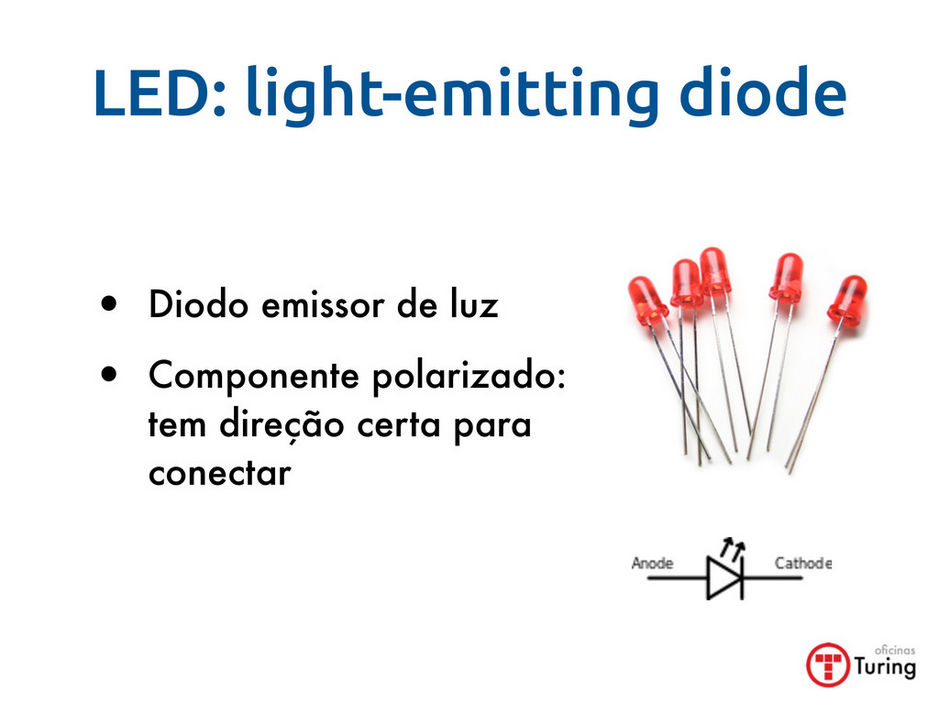 LED: light-emitting diode
• Diodo emissor de luz
• Componente polarizado:
tem direção certa para
conectar
Anode
Cathode
oficinas
Turing